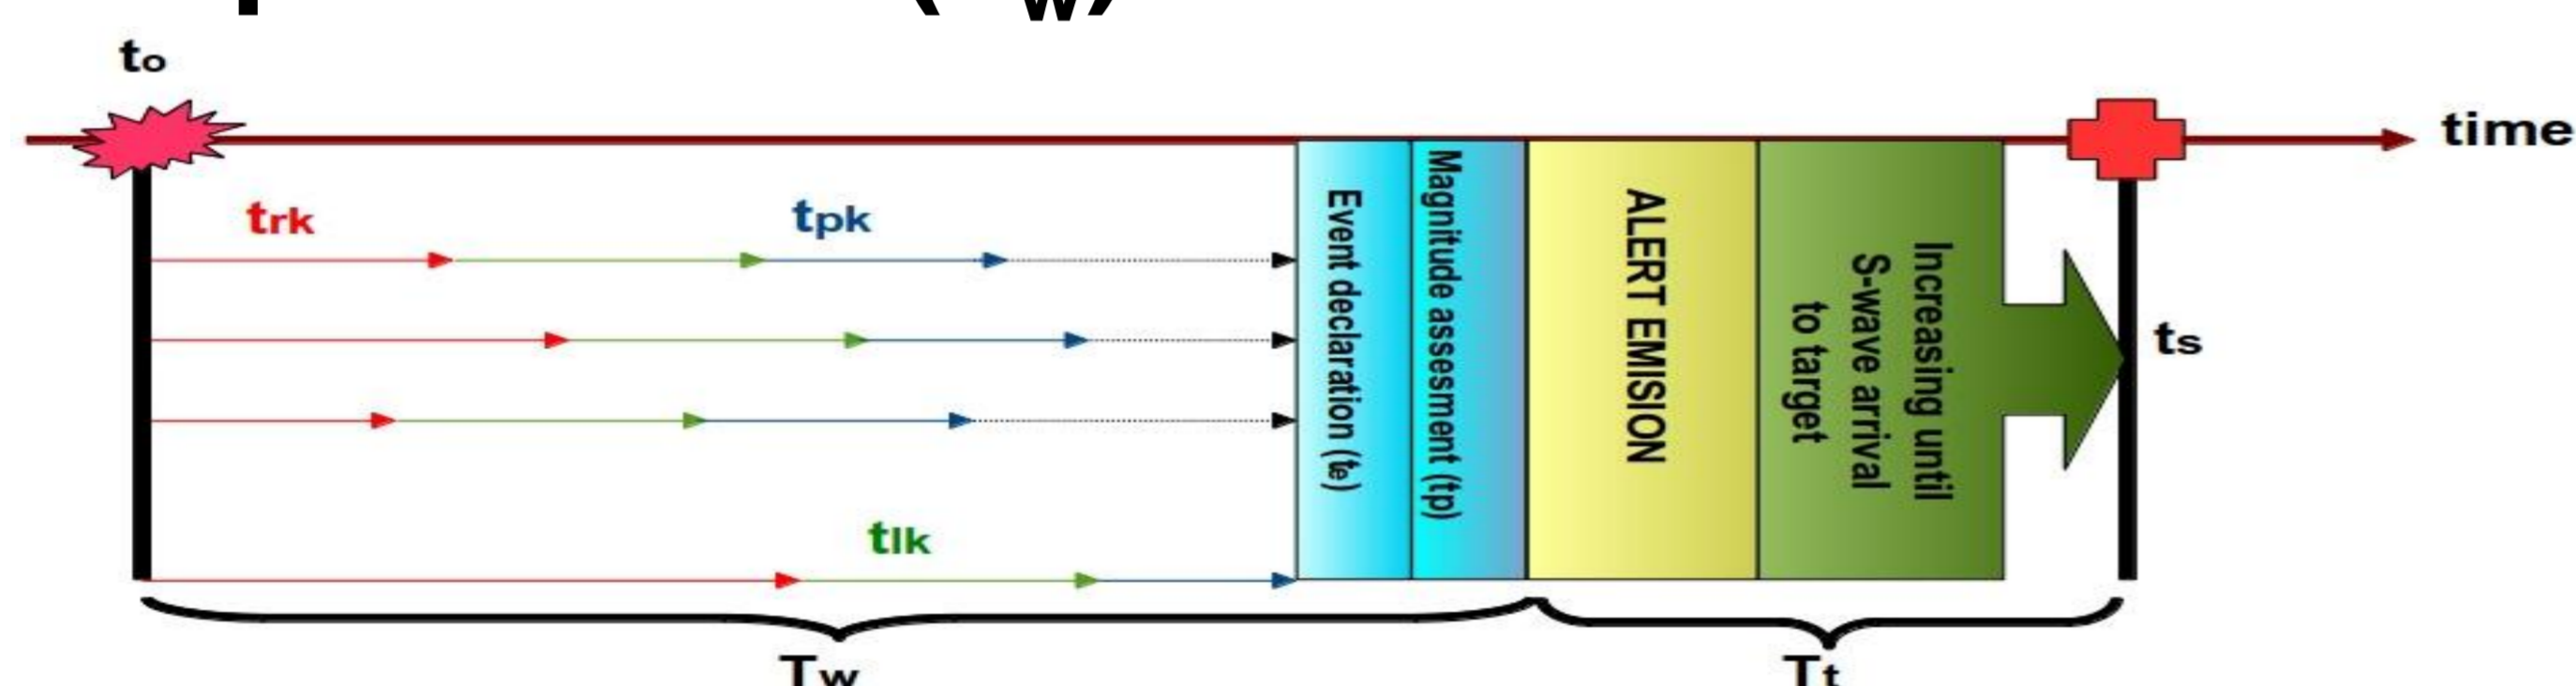 to
time
trk
tpk
tlk
Event declaration (te)
Magnitude assessment (tp)
ALERT EMISION
Increasing until
S-wave arrival
to target
ts
Tw
Tt